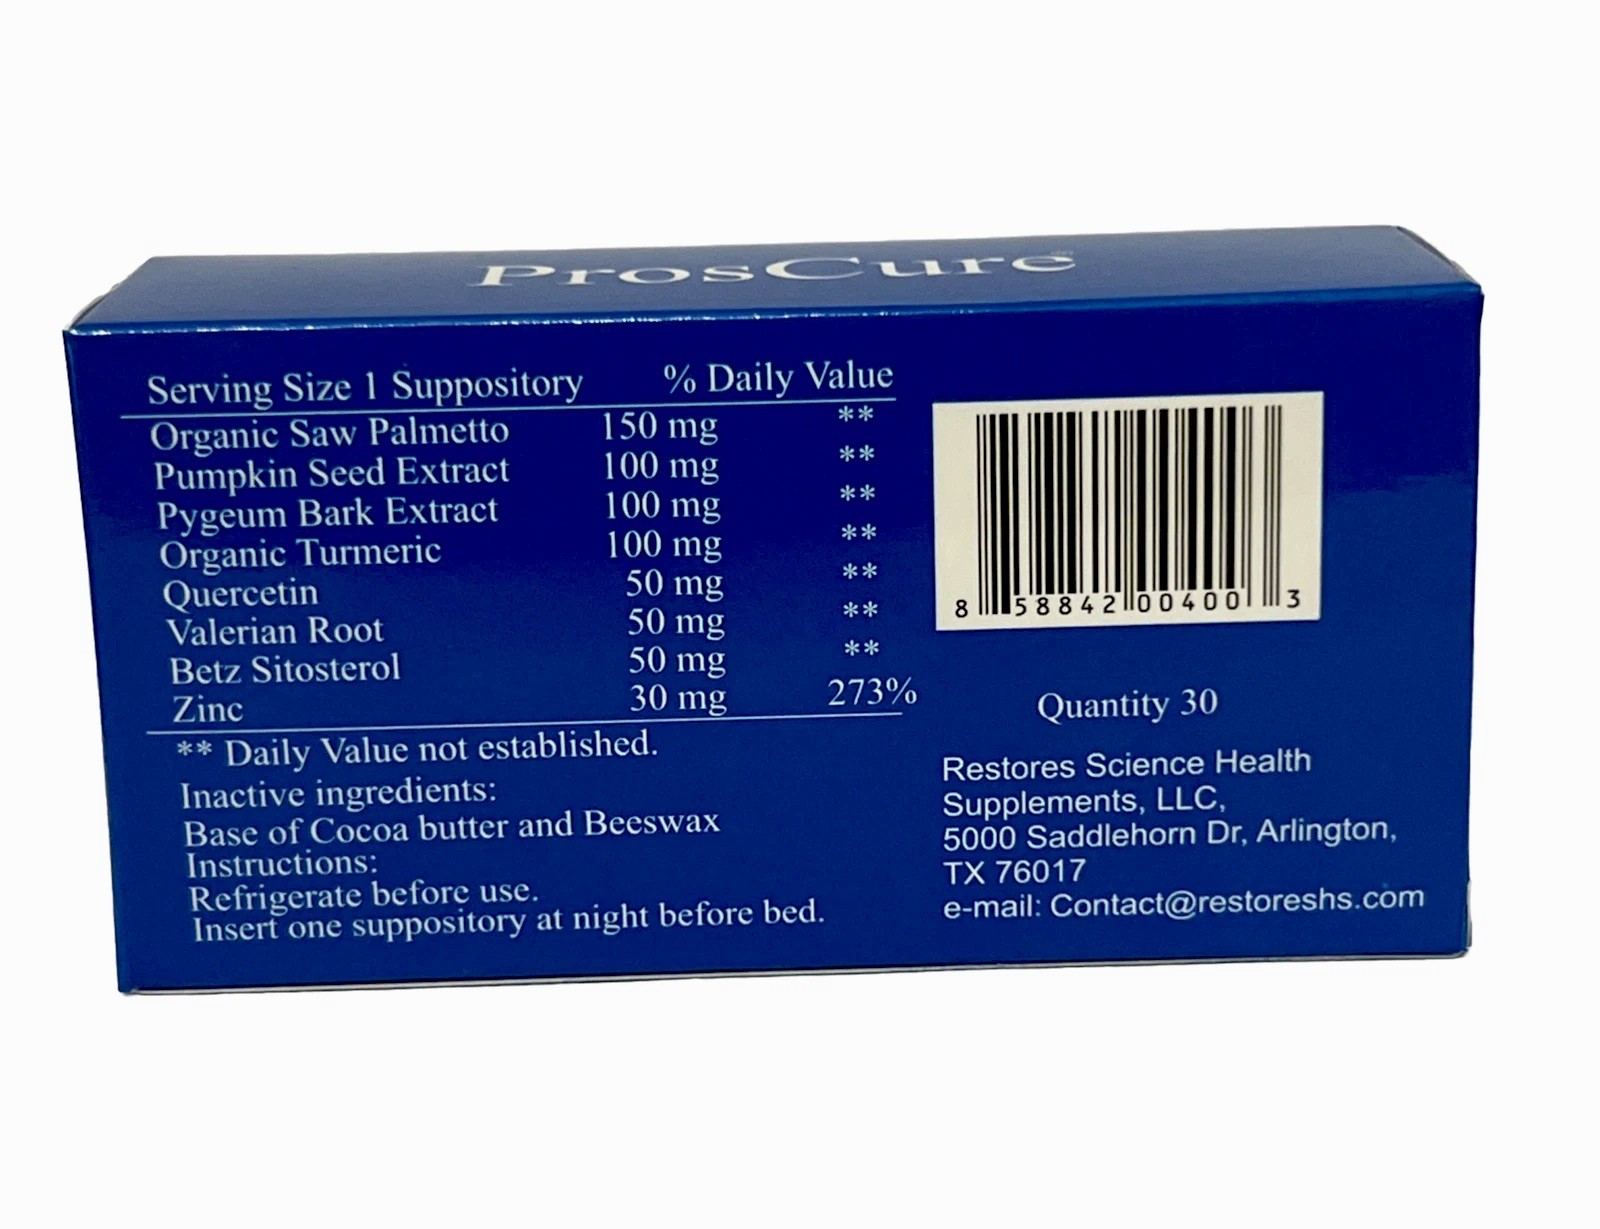 ProsCure
Serving Size 1 Suppository % Daily Value
Organic Saw Palmetto 150 mg **
Pumpkin Seed Extract 100 mg **
Pygeum Bark Extract 100 mg **
Organic Turmeric 100 mg **
Quercetin 50 mg **
Valerian Root 50 mg **
Betz Sitosterol 50 mg **
Zinc 30 mg 273%
** Daily Value not established.
Inactive ingredients:
Base of Cocoa butter and Beeswax
Instructions:
Refrigerate before use.
Insert one suppository at night before bed.
8 58842 00400 3
Quantity 30
Restores Science Health
Supplements, LLC,
5000 Saddlehorn Dr, Arlington,
TX 76017
e-mail: Contact@restoreshs.com